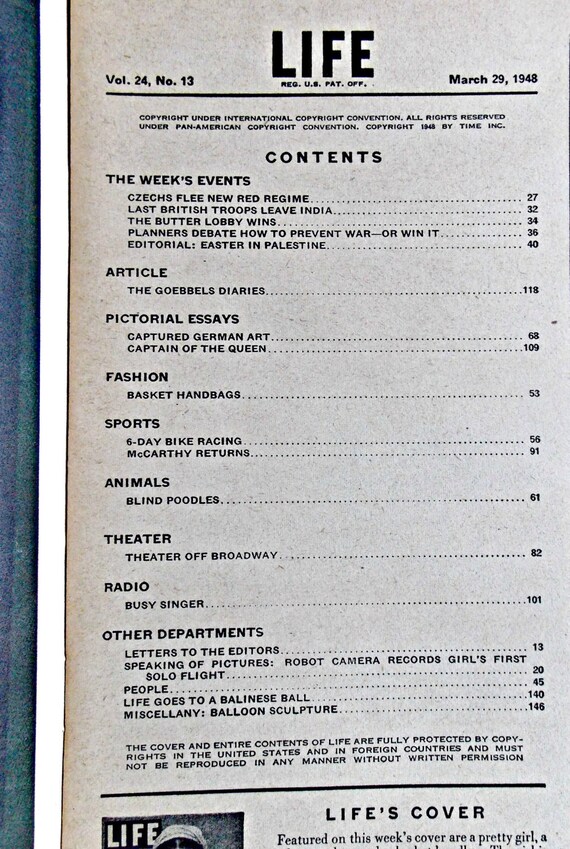 LIFE
REG. U.S. PAT. OFF.
Vol. 24, No. 13 March 29, 1948
COPYRIGHT UNDER INTERNATIONAL COPYRIGHT CONVENTION. ALL RIGHTS RESERVED
UNDER PAN-AMERICAN COPYRIGHT CONVENTION. COPYRIGHT 1948 BY TIME INC.
CONTENTS
THE WEEK'S EVENTS
CZECHS FLEE NEW RED REGIME 27
LAST BRITISH TROOPS LEAVE INDIA 32
THE BUTTER LOBBY WINS 34
PLANNERS DEBATE HOW TO PREVENT WAR—OR WIN IT 36
EDITORIAL: EASTER IN PALESTINE 40
ARTICLE
THE GOEBBELS DIARIES 118
PICTORIAL ESSAYS
CAPTURED GERMAN ART 68
CAPTAIN OF THE QUEEN 109
FASHION
BASKET HANDBAGS 53
SPORTS
6-DAY BIKE RACING 56
McCARTHY RETURNS 91
ANIMALS
BLIND POODLES 61
THEATER
THEATER OFF BROADWAY 82
RADIO
BUSY SINGER 101
OTHER DEPARTMENTS
LETTERS TO THE EDITORS 13
SPEAKING OF PICTURES: ROBOT CAMERA RECORDS GIRL'S FIRST
SOLO FLIGHT 20
PEOPLE 45
LIFE GOES TO A BALINESE BALL 140
MISCELLANY: BALLOON SCULPTURE 146
THE COVER AND ENTIRE CONTENTS OF LIFE ARE FULLY PROTECTED BY COPY-
RIGHTS IN THE UNITED STATES AND IN FOREIGN COUNTRIES AND MUST
NOT BE REPRODUCED IN ANY MANNER WITHOUT WRITTEN PERMISSION
LIFE
LIFE'S COVER
Featured on this week's cover are a pretty girl, a